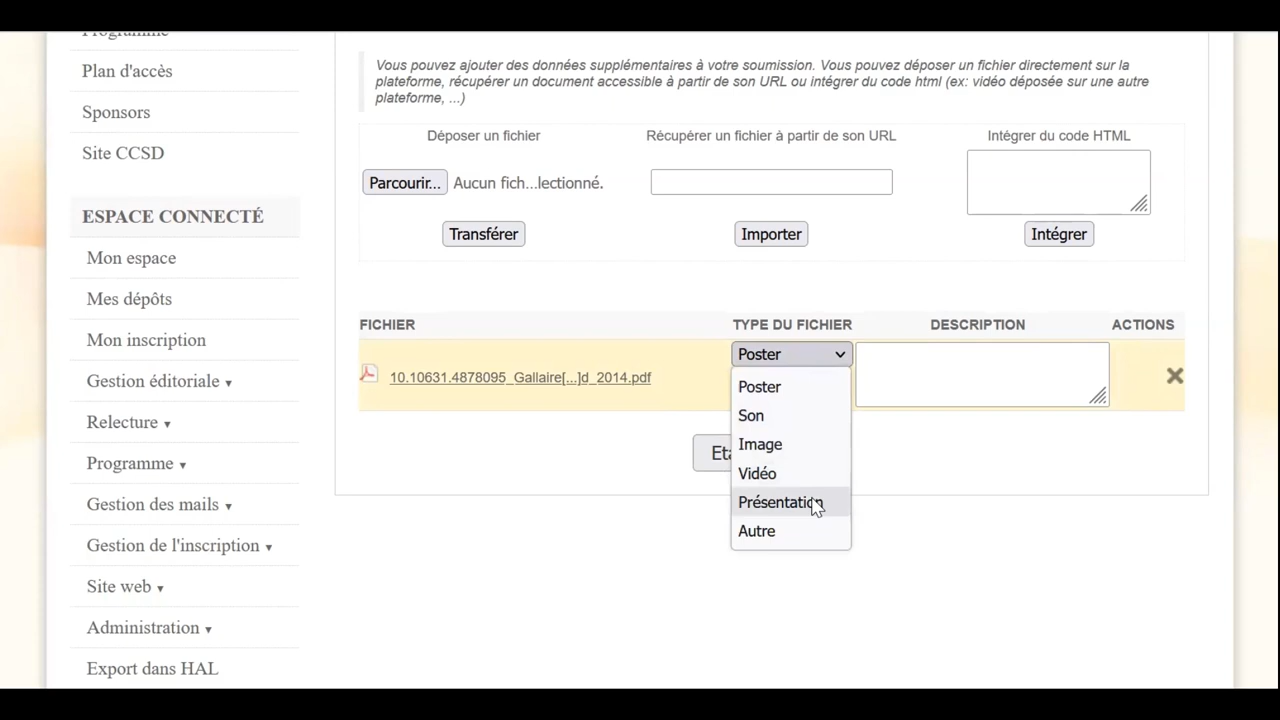 Programme
Plan d'accès
Sponsors
Site CCSD
ESPACE CONNECTÉ
Mon espace
Mes dépôts
Mon inscription
Gestion éditoriale ▾
Relecture ▾
Programme ▾
Gestion des mails ▾
Gestion de l'inscription ▾
Site web ▾
Administration ▾
Export dans HAL
Vous pouvez ajouter des données supplémentaires à votre soumission. Vous pouvez déposer un fichier directement sur la
plateforme, récupérer un document accessible à partir de son URL ou intégrer du code html (ex: vidéo déposée sur une autre
plateforme, ...)
Déposer un fichier Récupérer un fichier à partir de son URL Intégrer du code HTML
Parcourir... Aucun fich...lectionné.
Transférer Importer Intégrer
FICHIER TYPE DU FICHIER DESCRIPTION ACTIONS
10.10631.4878095_Gallaire[...]d_2014.pdf Poster
Poster
Son
Image
Vidéo
Présentation
Autre